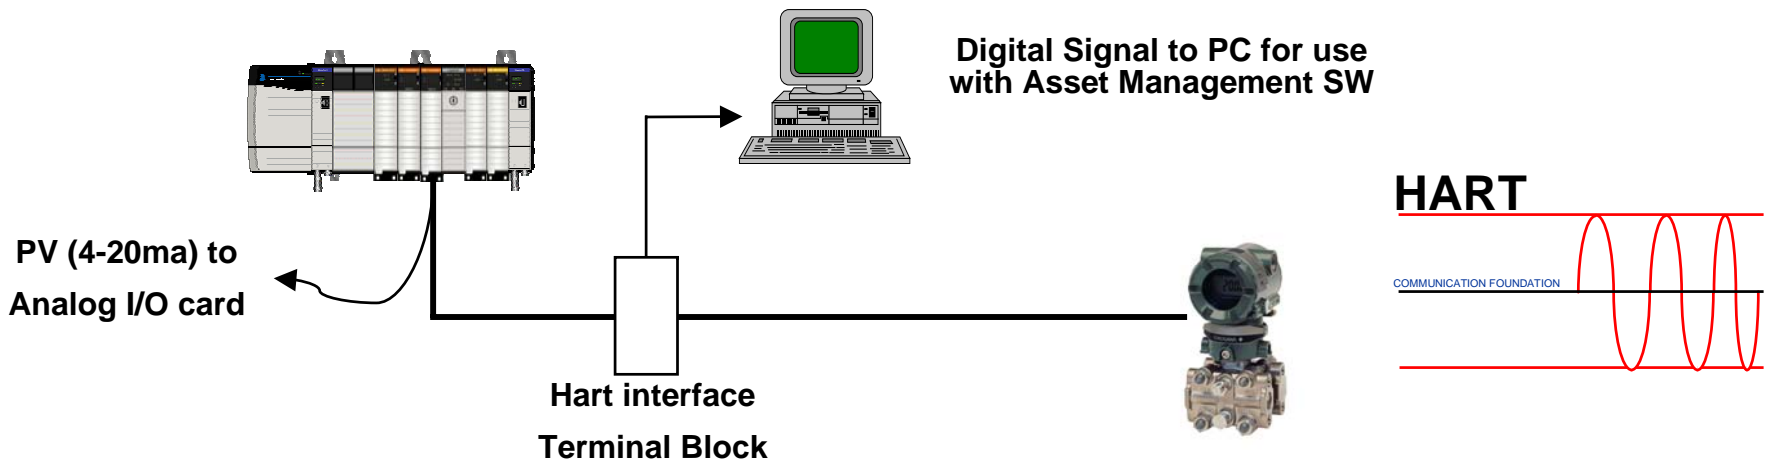 Digital Signal to PC for use
with Asset Management SW
HART
PV (4-20ma) to
Analog I/O card
COMMUNICATION FOUNDATION
Hart interface
Terminal Block